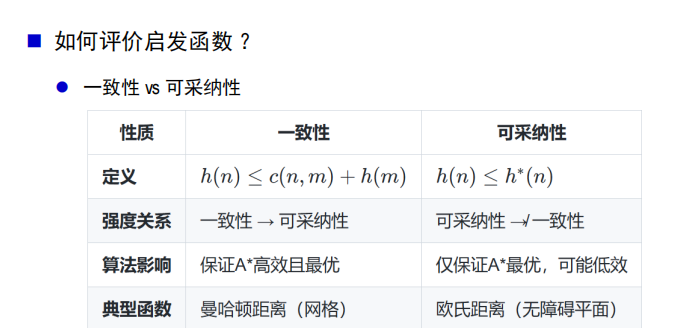 如何评价启发函数？
一致性 vs 可采纳性
性质 一致性 可采纳性
定义 h(n) ≤ c(n, m) + h(m) h(n) ≤ h*(n)
强度关系 一致性 → 可采纳性 可采纳性 ↛ 一致性
算法影响 保证A*高效且最优 仅保证A*最优，可能低效
典型函数 曼哈顿距离（网格） 欧氏距离（无障碍平面）